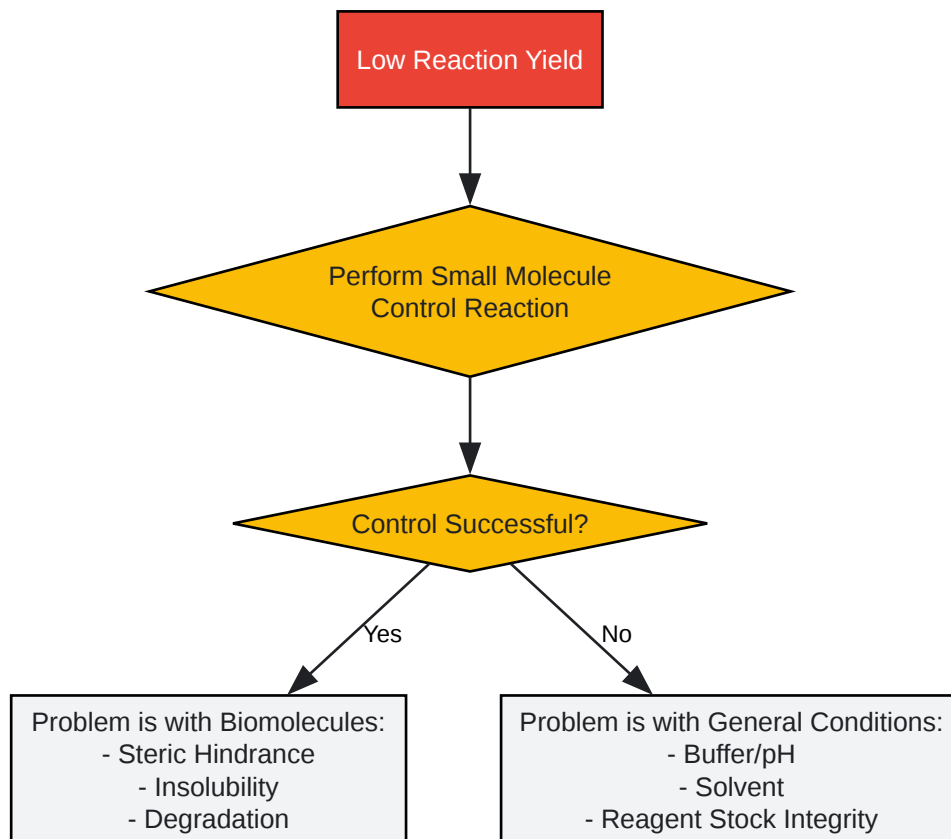 Low Reaction Yield
Perform Small Molecule
Control Reaction
Control Successful?
Yes
No
Problem is with Biomolecules:
- Steric Hindrance
- Insolubility
- Degradation
Problem is with General Conditions:
- Buffer/pH
- Solvent
- Reagent Stock Integrity